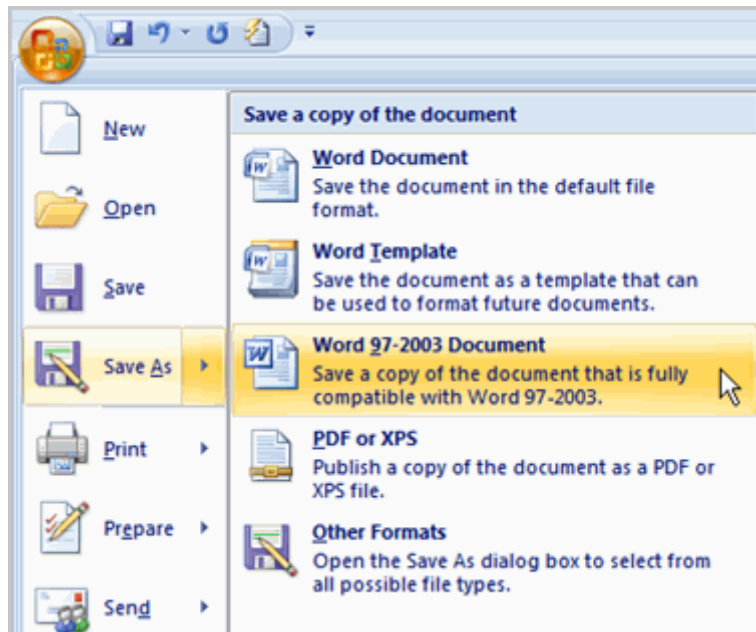 New
Open
Save
Save As
Print
Prepare
Send
Save a copy of the document
Word Document
Save the document in the default file
format.
Word Template
Save the document as a template that can
be used to format future documents.
Word 97-2003 Document
Save a copy of the document that is fully
compatible with Word 97-2003.
PDF or XPS
Publish a copy of the document as a PDF or
XPS file.
Other Formats
Open the Save As dialog box to select from
all possible file types.